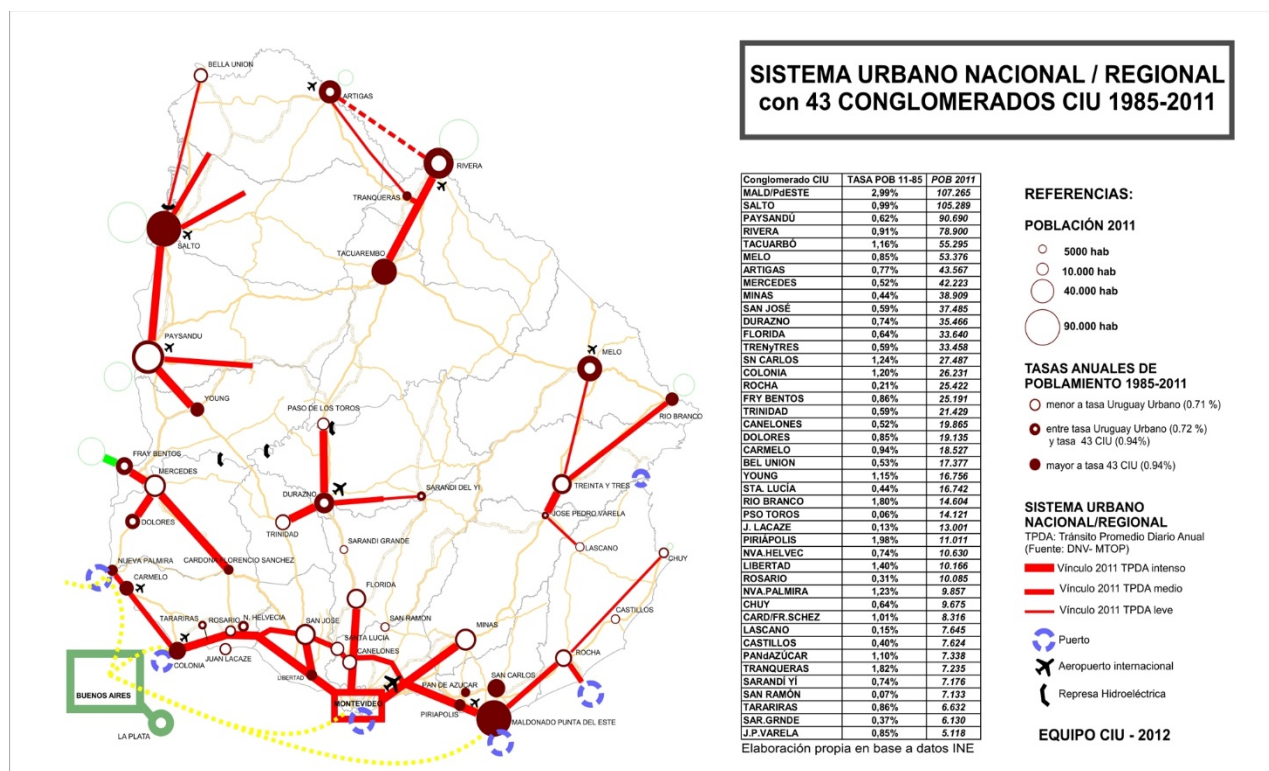 SISTEMA URBANO NACIONAL / REGIONAL
con 43 CONGLOMERADOS CIU 1985-2011
BELLA UNION
ARTIGAS
RIVERA
TRANQUERAS
SALTO
TACUAREMBO
PAYSANDU
MELO
YOUNG
PASO DE LOS TOROS
RIO BRANCO
FRAY BENTOS
MERCEDES
DURAZNO
SARANDI DEL YI
TREINTA Y TRES
DOLORES
TRINIDAD
JOSE PEDRO VARELA
SARANDI GRANDE
LASCANO
CHUY
NUEVA PALMIRA
CARDONA FLORENCIO SANCHEZ
CARMELO
FLORIDA
CASTILLOS
TARARIRAS
ROSARIO
N. HELVECIA
SAN JOSE
SAN RAMÓN
MINAS
SANTA LUCÍA
CANELONES
ROCHA
JUAN LACAZE
COLONIA
LIBERTAD
PAN DE AZUCAR
SAN CARLOS
BUENOS AIRES
MONTEVIDEO
PIRIAPOLIS
MALDONADO PUNTA DEL ESTE
LA PLATA
Conglomerado CIU TASA POB 11-85 POB 2011
MALD/PdESTE 2,99% 107.265
SALTO 0,99% 105.289
PAYSANDÚ 0,62% 90.690
RIVERA 0,91% 78.900
TACUARBÓ 1,16% 55.295
MELO 0,85% 53.376
ARTIGAS 0,77% 43.567
MERCEDES 0,52% 42.223
MINAS 0,44% 38.909
SAN JOSÉ 0,59% 37.485
DURAZNO 0,74% 35.466
FLORIDA 0,64% 33.640
TRENyTRES 0,59% 33.458
SN CARLOS 1,24% 27.487
COLONIA 1,20% 26.231
ROCHA 0,21% 25.422
FRY BENTOS 0,86% 25.191
TRINIDAD 0,59% 21.429
CANELONES 0,52% 19.865
DOLORES 0,85% 19.135
CARMELO 0,94% 18.527
BEL UNION 0,53% 17.377
YOUNG 1,15% 16.756
STA. LUCÍA 0,44% 16.742
RIO BRANCO 1,80% 14.604
PSO TOROS 0,06% 14.121
J. LACAZE 0,13% 13.001
PIRIÁPOLIS 1,98% 11.011
NVA.HELVEC 0,74% 10.630
LIBERTAD 1,40% 10.166
ROSARIO 0,31% 10.085
NVA.PALMIRA 1,23% 9.857
CHUY 0,64% 9.675
CARD/FR.SCHEZ 1,01% 8.316
LASCANO 0,15% 7.645
CASTILLOS 0,40% 7.624
PANdAZÚCAR 1,10% 7.338
TRANQUERAS 1,82% 7.235
SARANDÍ YÍ 0,74% 7.176
SAN RAMÓN 0,07% 7.133
TARARIRAS 0,86% 6.632
SAR.GRNDE 0,37% 6.130
J.P.VARELA 0,85% 5.118
Elaboración propia en base a datos INE
REFERENCIAS:
POBLACIÓN 2011
5000 hab
10.000 hab
40.000 hab
90.000 hab
TASAS ANUALES DE
POBLAMIENTO 1985-2011
menor a tasa Uruguay Urbano (0.71 %)
entre tasa Uruguay Urbano (0.72 %)
y tasa 43 CIU (0.94%)
mayor a tasa 43 CIU (0.94%)
SISTEMA URBANO
NACIONAL/REGIONAL
TPDA: Tránsito Promedio Diario Anual
(Fuente: DNV- MTOP)
Vínculo 2011 TPDA intenso
Vínculo 2011 TPDA medio
Vínculo 2011 TPDA leve
Puerto
Aeropuerto internacional
Represa Hidroeléctrica
EQUIPO CIU - 2012